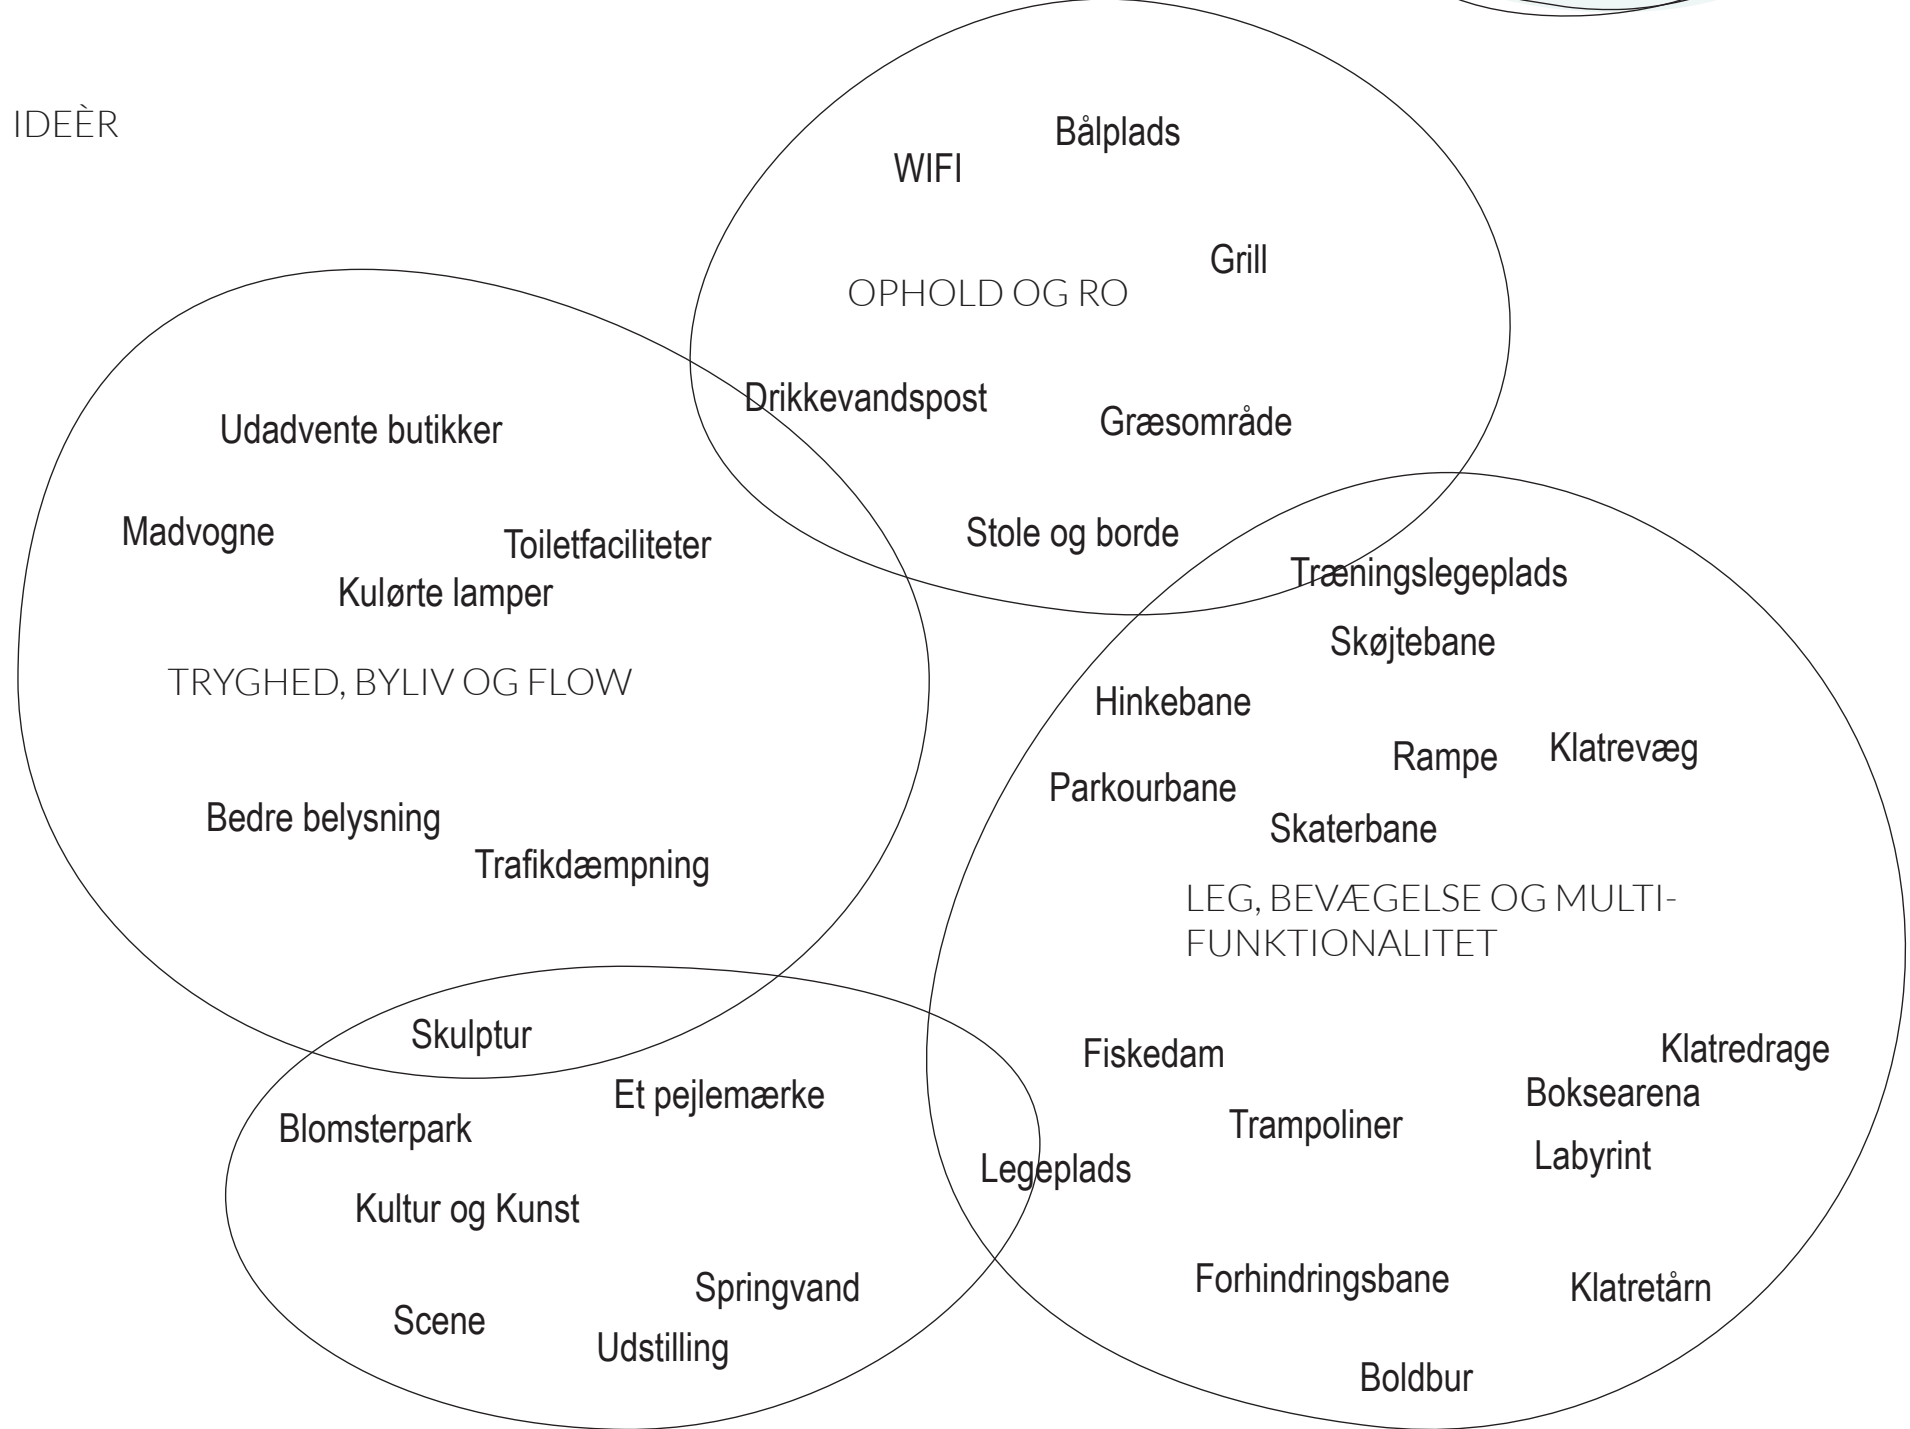 IDEÈR
Bålplads
WIFI
Grill
OPHOLD OG RO
Drikkevandspost
Græsområde
Stole og borde
Udadvente butikker
Madvogne
Toiletfaciliteter
Kulørte lamper
TRYGHED, BYLIV OG FLOW
Bedre belysning
Trafikdæmpning
Træningslegeplads
Skøjtebane
Hinkebane
Rampe
Klatrevæg
Parkourbane
Skaterbane
LEG, BEVÆGELSE OG MULTI-
FUNKTIONALITET
Fiskedam
Klatredrage
Boksearena
Trampoliner
Labyrint
Legeplads
Forhindringsbane
Klatretårn
Boldbur
Skulptur
Et pejlemærke
Blomsterpark
Kultur og Kunst
Springvand
Scene
Udstilling